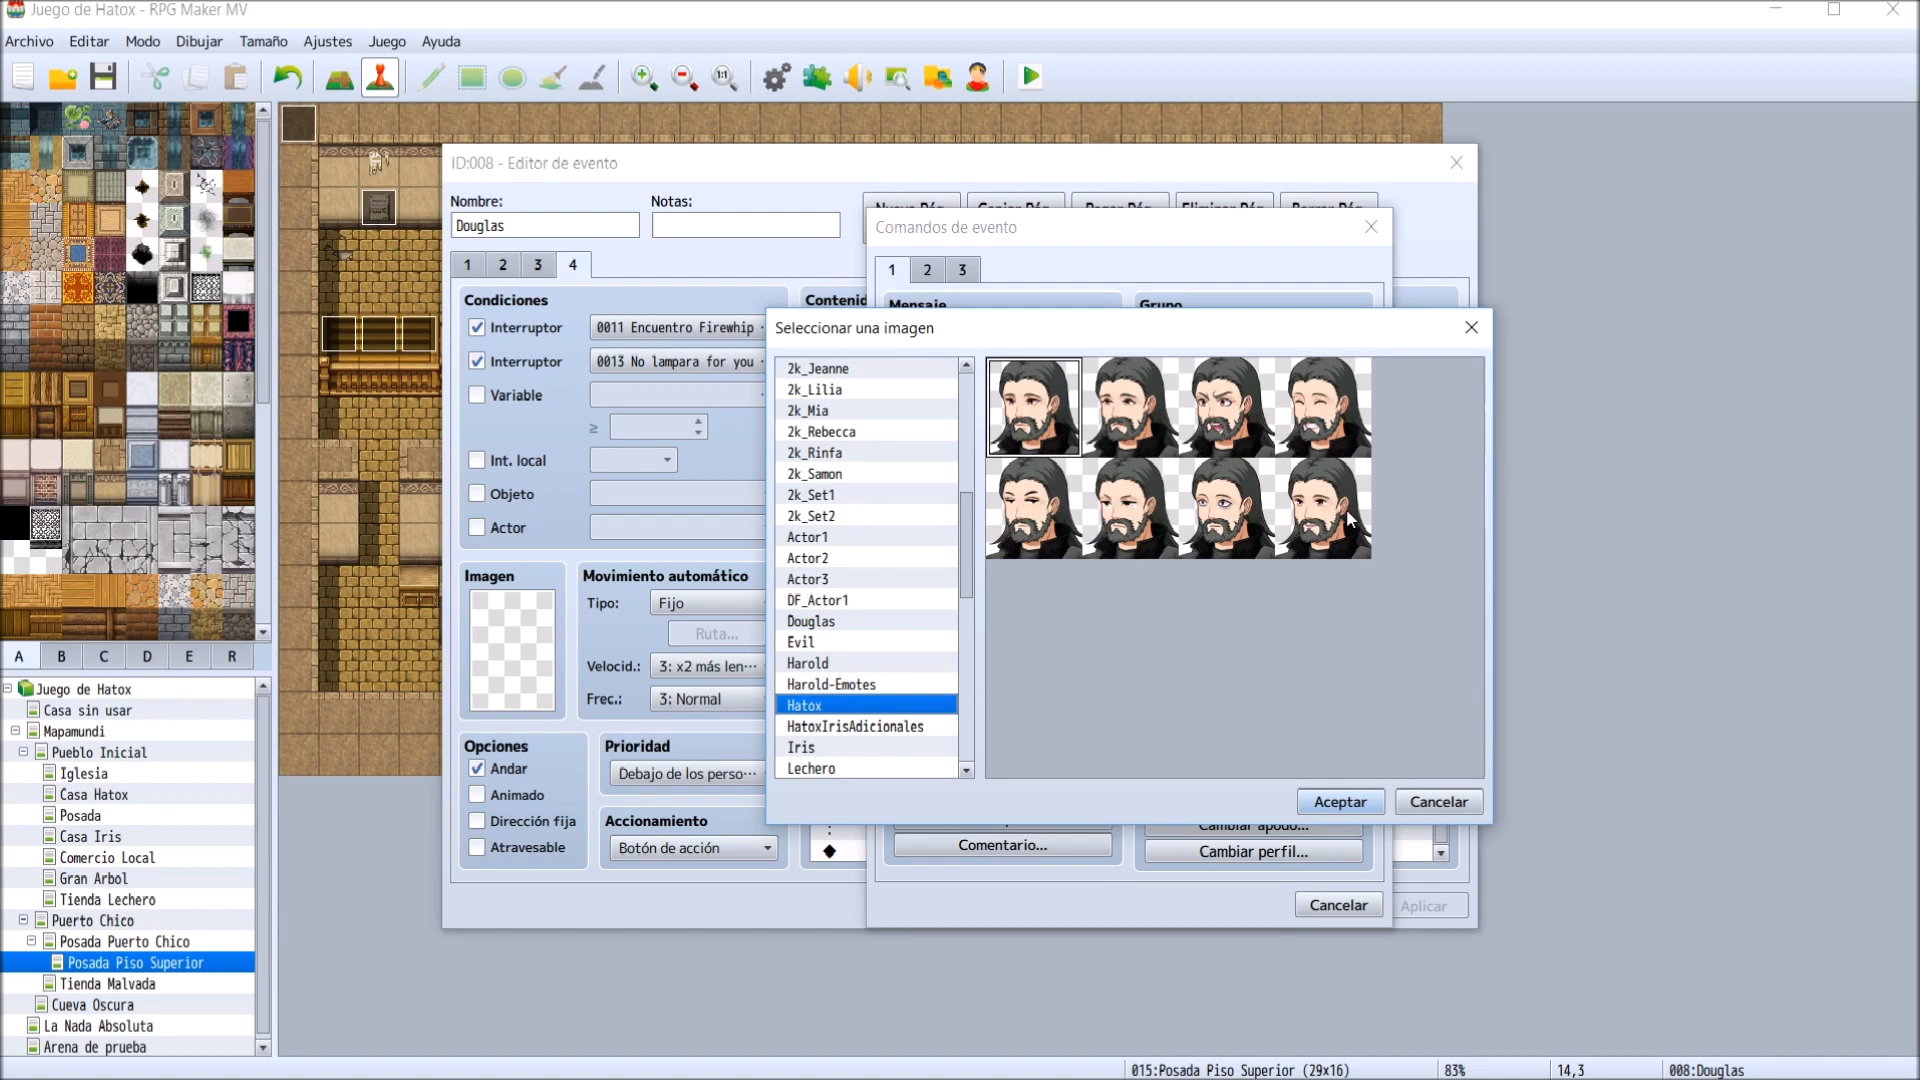 Juego de Hatox - RPG Maker MV
Archivo Editar Modo Dibujar Tamaño Ajustes Juego Ayuda
1:1
ID:008 - Editor de evento
Nombre: Notas:
Douglas
Comandos de evento
1 2 3 4
1 2 3
Condiciones
Mensaje Grupo
Interruptor 0011 Encuentro Firewhip
Interruptor 0013 No lampara for you
Variable
≥
Int. local
Objeto
Actor
Imagen
Movimiento automático
Tipo: Fijo
Ruta...
Velocid.: 3: x2 más len...
Frec.: 3: Normal
Opciones
Andar
Animado
Dirección fija
Atravesable
Prioridad
Debajo de los perso...
Accionamiento
Botón de acción
Seleccionar una imagen
2k_Jeanne
2k_Lilia
2k_Mia
2k_Rebecca
2k_Rinfa
2k_Samon
2k_Set1
2k_Set2
Actor1
Actor2
Actor3
DF_Actor1
Douglas
Evil
Harold
Harold-Emotes
Hatox
HatoxIrisAdicionales
Iris
Lechero
Aceptar Cancelar
Cambiar apodo...
Comentario...
Cambiar perfil...
Cancelar
Aplicar
A B C D E R
Juego de Hatox
Casa sin usar
Mapamundi
Pueblo Inicial
Iglesia
Casa Hatox
Posada
Casa Iris
Comercio Local
Gran Arbol
Tienda Lechero
Puerto Chico
Posada Puerto Chico
Posada Piso Superior
Tienda Malvada
Cueva Oscura
La Nada Absoluta
Arena de prueba
015:Posada Piso Superior (29x16) 83% 14,3 008:Douglas